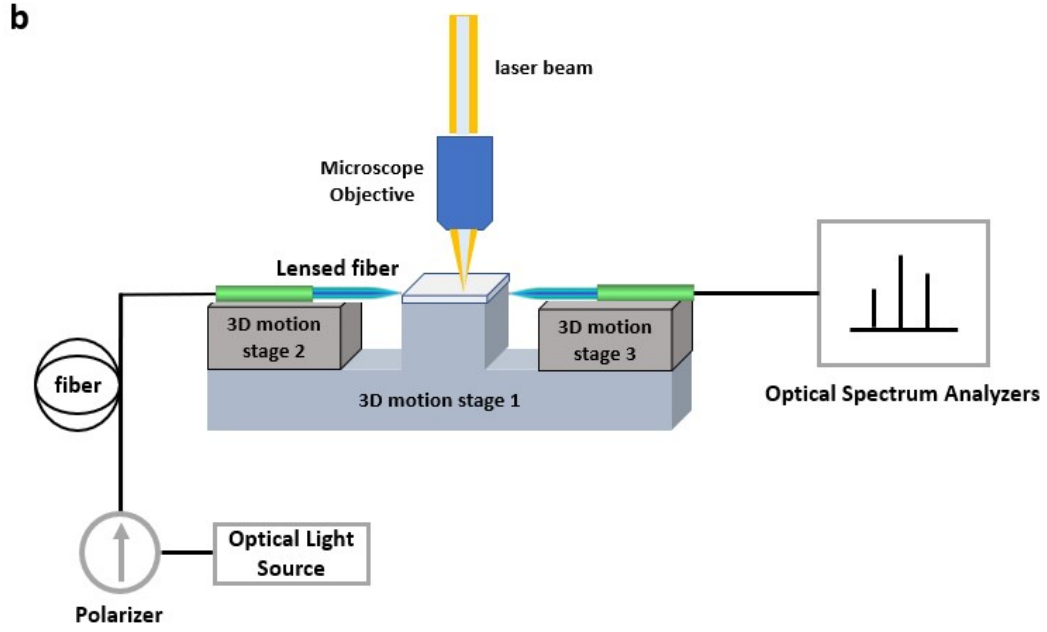 b
laser beam
Microscope
Objective
Lensed fiber
3D motion
stage 2
3D motion
stage 3
fiber
3D motion stage 1
Optical Spectrum Analyzers
Optical Light
Source
Polarizer